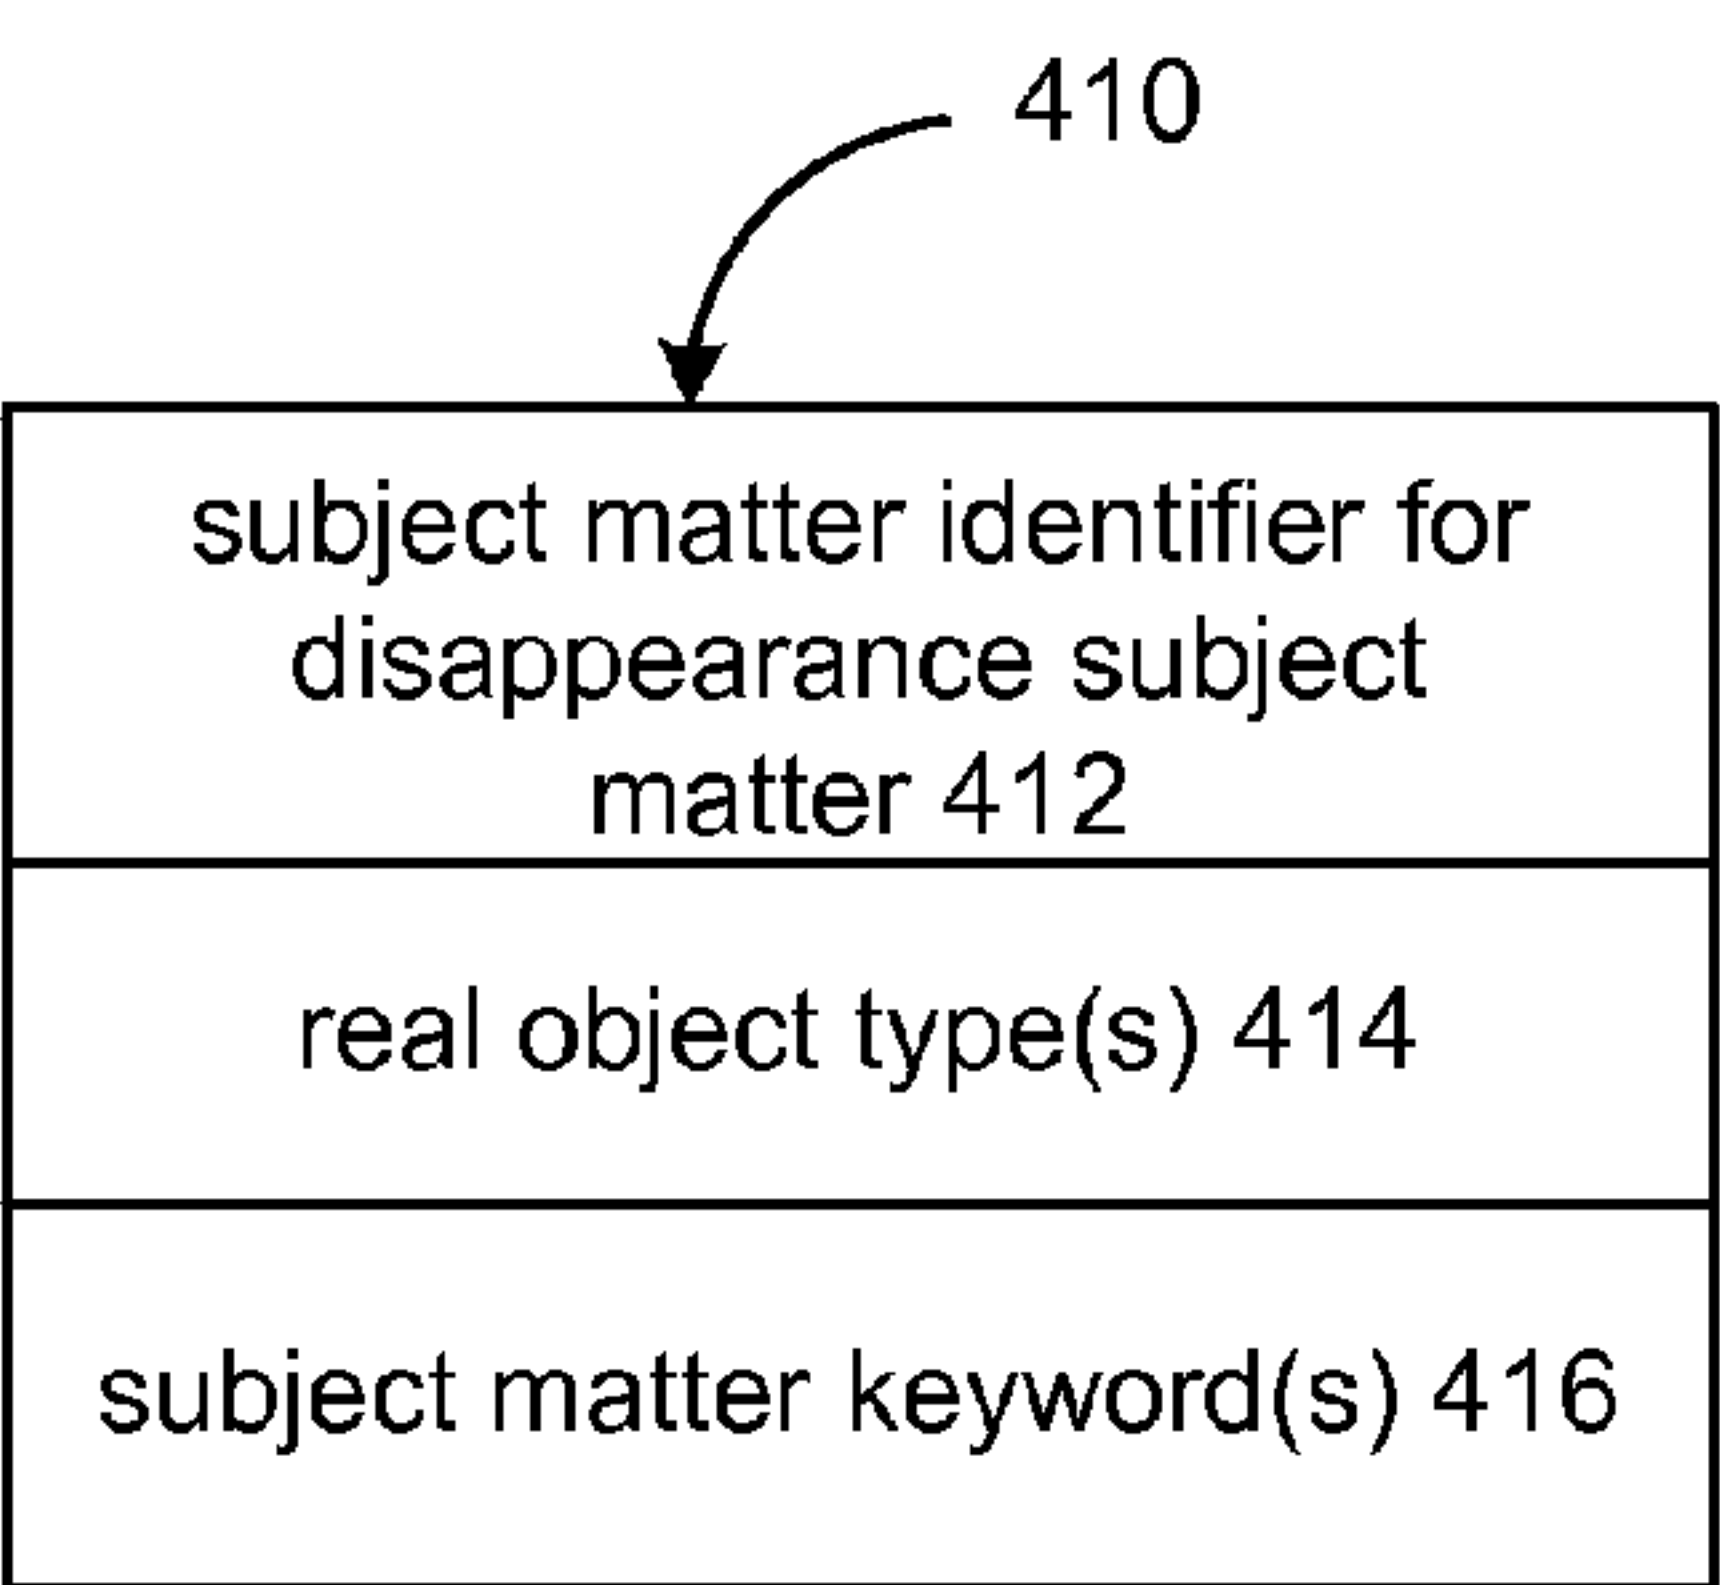 410
subject matter identifier for
disappearance subject
matter 412
real object type(s) 414
subject matter keyword(s) 416